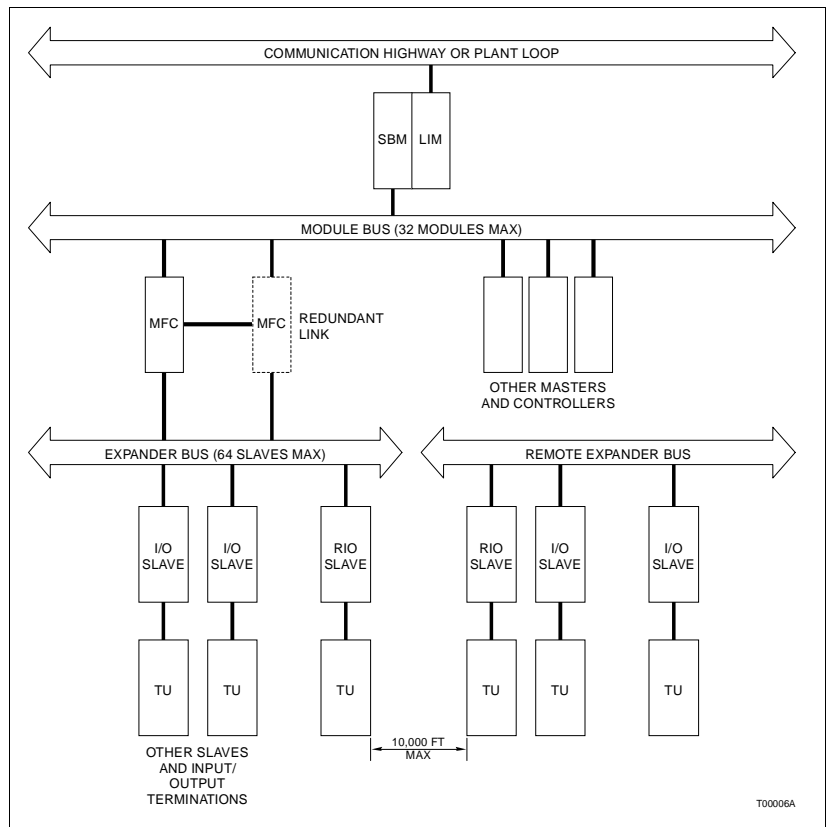 COMMUNICATION HIGHWAY OR PLANT LOOP
SBM
LIM
MODULE BUS (32 MODULES MAX)
MFC
MFC
REDUNDANT
LINK
OTHER MASTERS
AND CONTROLLERS
EXPANDER BUS (64 SLAVES MAX)
REMOTE EXPANDER BUS
I/O
SLAVE
I/O
SLAVE
RIO
SLAVE
RIO
SLAVE
I/O
SLAVE
I/O
SLAVE
TU
TU
TU
TU
TU
TU
10,000 FT
MAX
OTHER SLAVES
AND INPUT/
OUTPUT
TERMINATIONS
T00006A